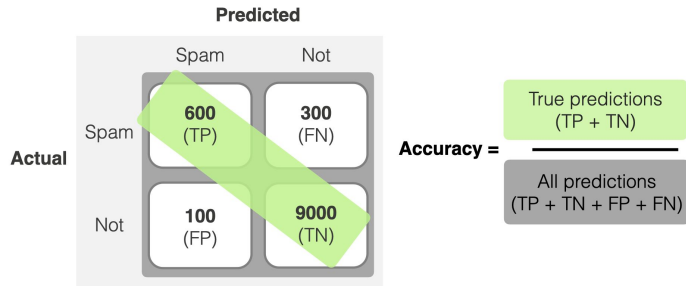 Predicted
Spam Not
600 300
(TP) (FN)
Spam
Actual
100 9000
(FP) (TN)
Not
Accuracy =
True predictions
(TP + TN)
All predictions
(TP + TN + FP + FN)